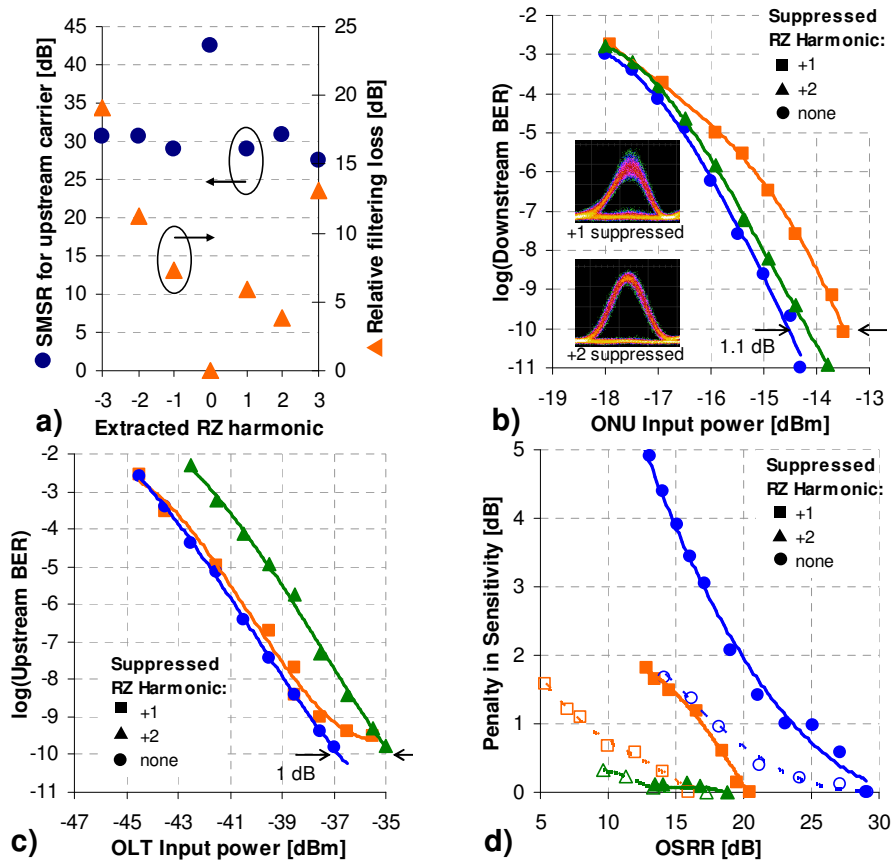 45
40
35
30
25
20
15
10
5
0
25
20
15
10
5
0
-3
-2
-1
0
1
2
3
SMSR for upstream carrier [dB]
Relative filtering loss [dB]
Extracted RZ harmonic
a)
-2
-3
-4
-5
-6
-7
-8
-9
-10
-11
-19
-18
-17
-16
-15
-14
-13
log(Downstream BER)
ONU Input power [dBm]
Suppressed
RZ Harmonic:
+1
+2
none
+1 suppressed
+2 suppressed
1.1 dB
b)
-2
-3
-4
-5
-6
-7
-8
-9
-10
-11
-47
-45
-43
-41
-39
-37
-35
log(Upstream BER)
OLT Input power [dBm]
Suppressed
RZ Harmonic:
+1
+2
none
1 dB
c)
5
4
3
2
1
0
5
10
15
20
25
30
Penalty in Sensitivity [dB]
OSRR [dB]
Suppressed
RZ Harmonic:
+1
+2
none
d)